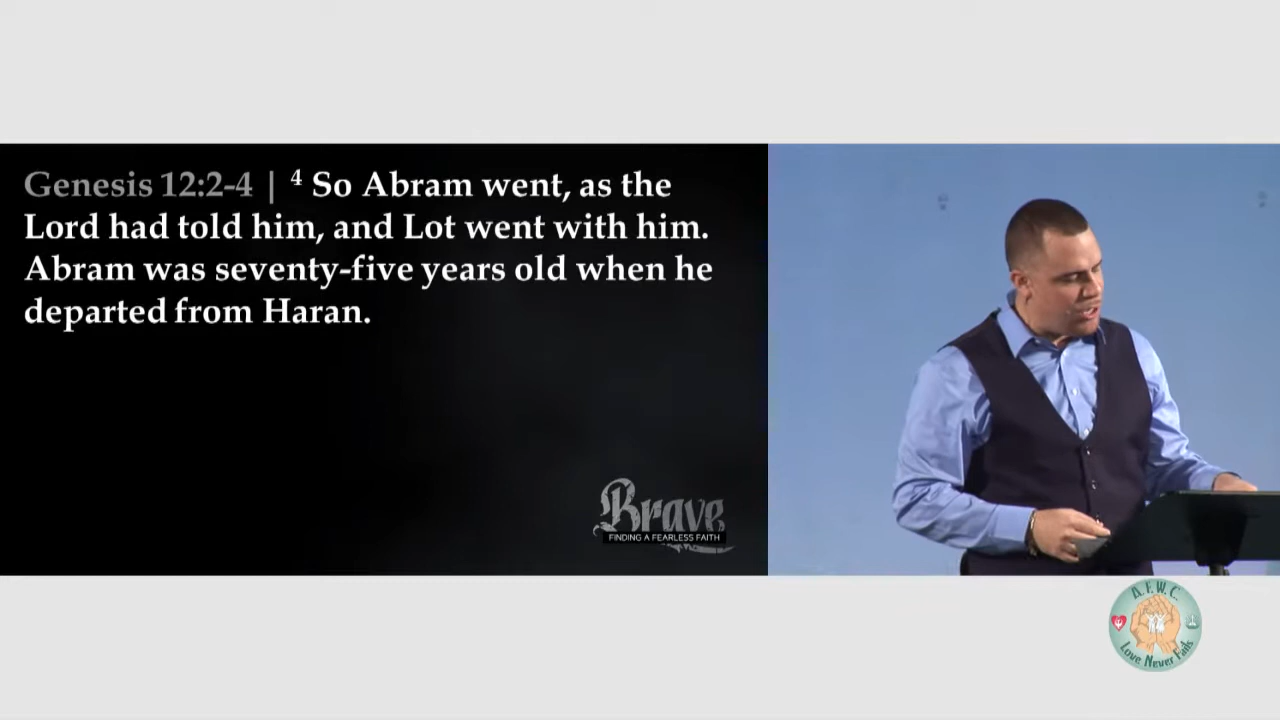 Genesis 12:2-4 | ⁴ So Abram went, as the
Lord had told him, and Lot went with him.
Abram was seventy-five years old when he
departed from Haran.
Brave
FINDING A FEARLESS FAITH
A.F.W.C.
Love Never Fails